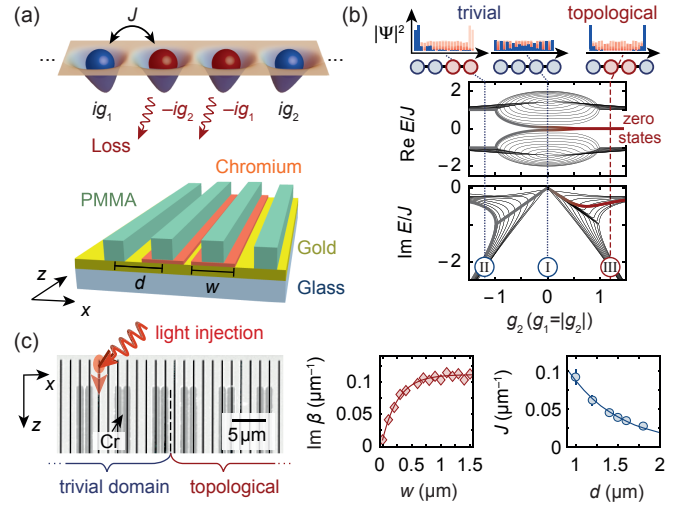 (a)
J
...
...
ig₁
–ig₂
–ig₁
ig₂
Loss
Chromium
PMMA
Gold
Glass
z
x
d
w
(b)
trivial
topological
|Ψ|²
Re E/J
2
0
−2
zero
states
Im E/J
0
−2
II
I
III
−1
0
1
g₂ (g₁=|g₂|)
(c)
light injection
x
z
Cr
5 μm
trivial domain
topological
Im β (μm⁻¹)
0.1
0.05
0
0
0.5
1
1.5
w (μm)
J (μm⁻¹)
0.1
0.05
0
1
1.5
2
d (μm)